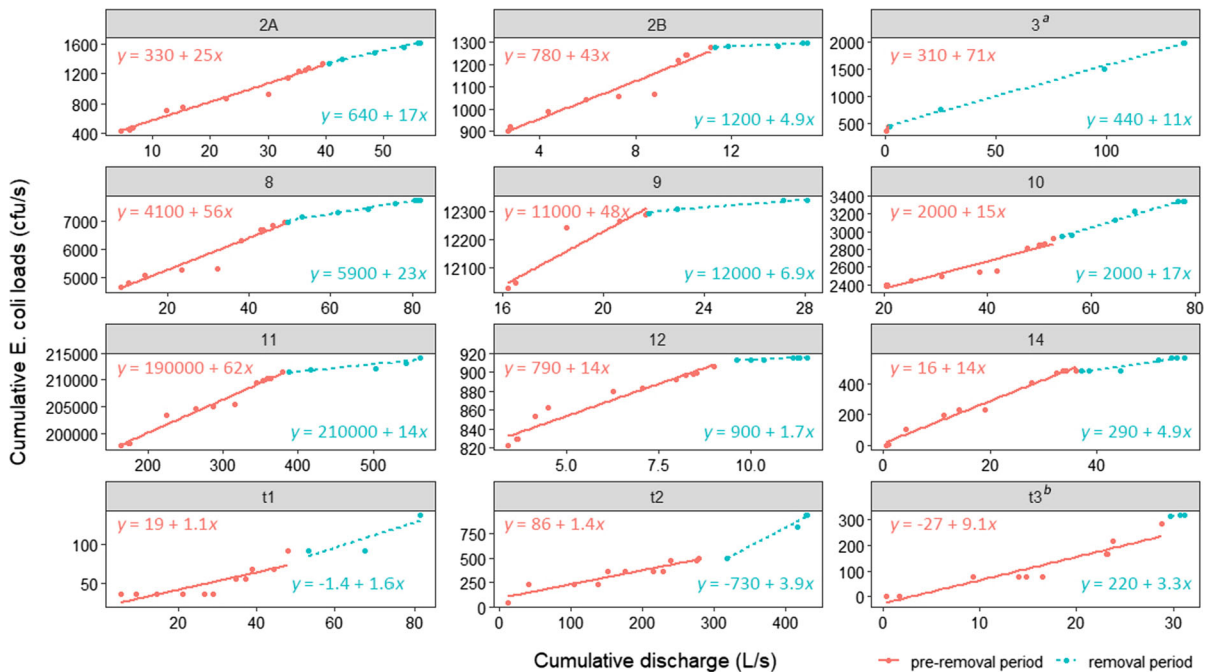 2A
y = 330 + 25x
y = 640 + 17x
1600
1200
800
400
10 20 30 40 50
2B
y = 780 + 43x
y = 1200 + 4.9x
1300
1200
1100
1000
900
4 8 12
3a
y = 310 + 71x
y = 440 + 11x
2000
1500
1000
500
0 50 100
8
y = 4100 + 56x
y = 5900 + 23x
7000
6000
5000
20 40 60 80
9
y = 11000 + 48x
y = 12000 + 6.9x
12300
12200
12100
16 20 24 28
10
y = 2000 + 15x
y = 2000 + 17x
3400
3200
3000
2800
2600
2400
20 40 60 80
11
y = 190000 + 62x
y = 210000 + 14x
215000
210000
205000
200000
200 300 400 500
12
y = 790 + 14x
y = 900 + 1.7x
920
900
880
860
840
820
5.0 7.5 10.0
14
y = 16 + 14x
y = 290 + 4.9x
400
200
0
0 20 40
t1
y = 19 + 1.1x
y = -1.4 + 1.6x
100
50
0 20 40 60 80
t2
y = 86 + 1.4x
y = -730 + 3.9x
750
500
250
0
0 100 200 300 400
t3b
y = -27 + 9.1x
y = 220 + 3.3x
300
200
100
0
0 10 20 30
Cumulative E. coli loads (cfu/s)
Cumulative discharge (L/s)
pre-removal period removal period